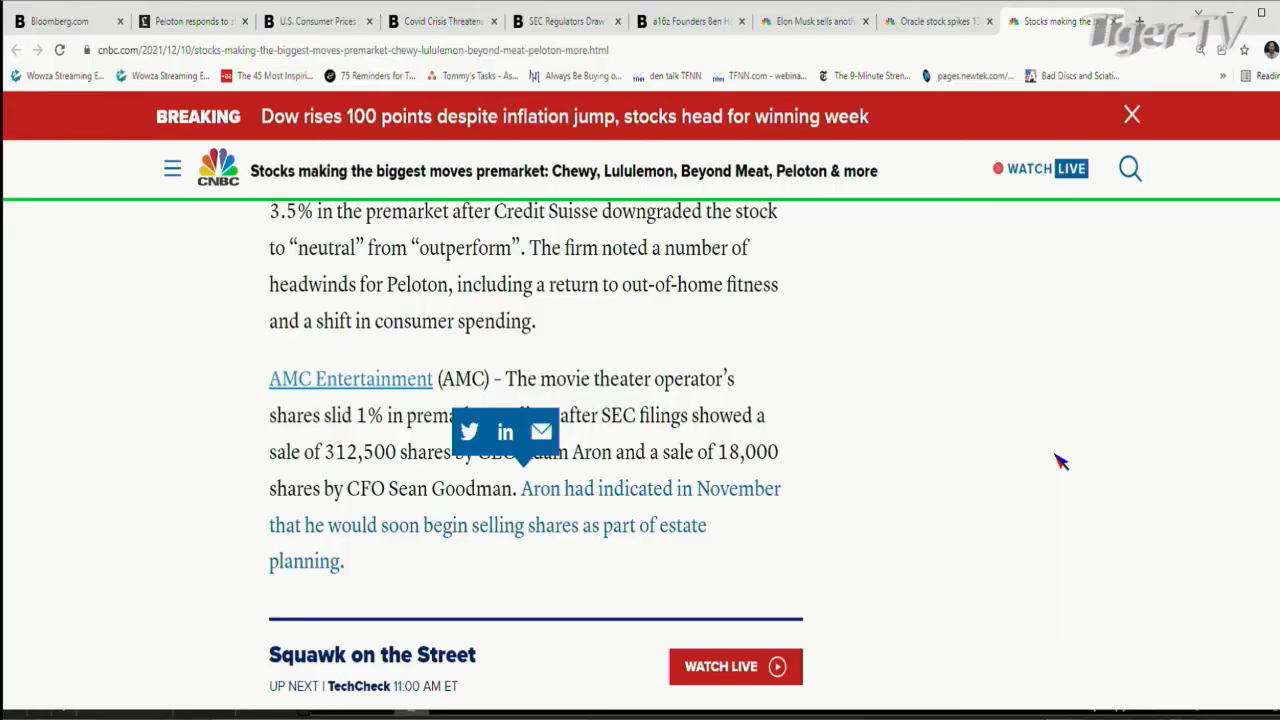 Bloomberg.com
Peloton responds to s
U.S. Consumer Prices
Covid Crisis Threaten
SEC Regulators Draw
a16z Founders Ben H
Elon Musk sells anoth
Oracle stock spikes 1
Stocks making the
Tiger-TV
cnbc.com/2021/12/10/stocks-making-the-biggest-moves-premarket-chewy-lululemon-beyond-meat-peloton-more.html
Wowza Streaming E...
Wowza Streaming E...
The 45 Most Inspiri...
75 Reminders for T...
Tommy's Tasks - As...
Always Be Buying o...
den talk TFNN
TFNN.com - webina...
The 9-Minute Stren...
pages.newtek.com/...
Bad Discs and Sciati...
»
Readin
BREAKING Dow rises 100 points despite inflation jump, stocks head for winning week
CNBC
Stocks making the biggest moves premarket: Chewy, Lululemon, Beyond Meat, Peloton & more
WATCH LIVE
3.5% in the premarket after Credit Suisse downgraded the stock
to “neutral” from “outperform”. The firm noted a number of
headwinds for Peloton, including a return to out-of-home fitness
and a shift in consumer spending.
AMC Entertainment (AMC) – The movie theater operator’s
shares slid 1% in prema after SEC filings showed a
sale of 312,500 shares by Aron and a sale of 18,000
shares by CFO Sean Goodman. Aron had indicated in November
that he would soon begin selling shares as part of estate
planning.
Squawk on the Street
WATCH LIVE
UP NEXT | TechCheck 11:00 AM ET